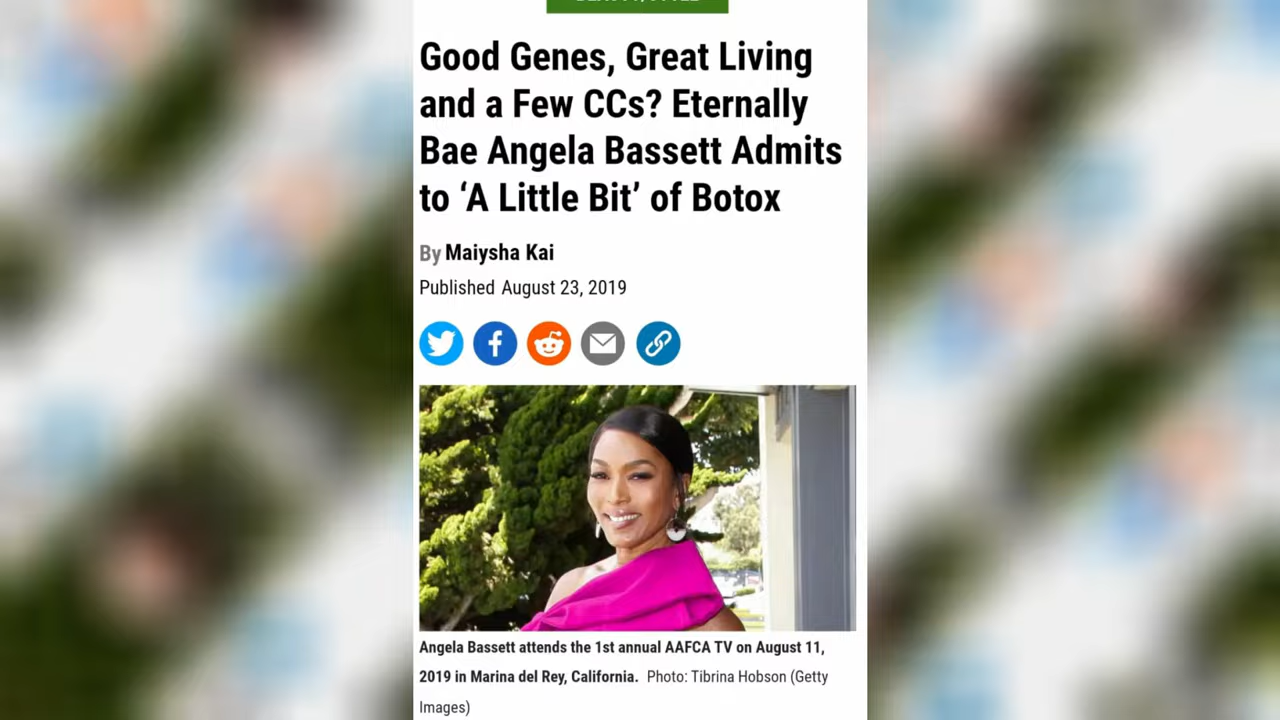 Good Genes, Great Living
and a Few CCs? Eternally
Bae Angela Bassett Admits
to ‘A Little Bit’ of Botox
By Maiysha Kai
Published August 23, 2019
Angela Bassett attends the 1st annual AAFCA TV on August 11,
2019 in Marina del Rey, California. Photo: Tibrina Hobson (Getty
Images)